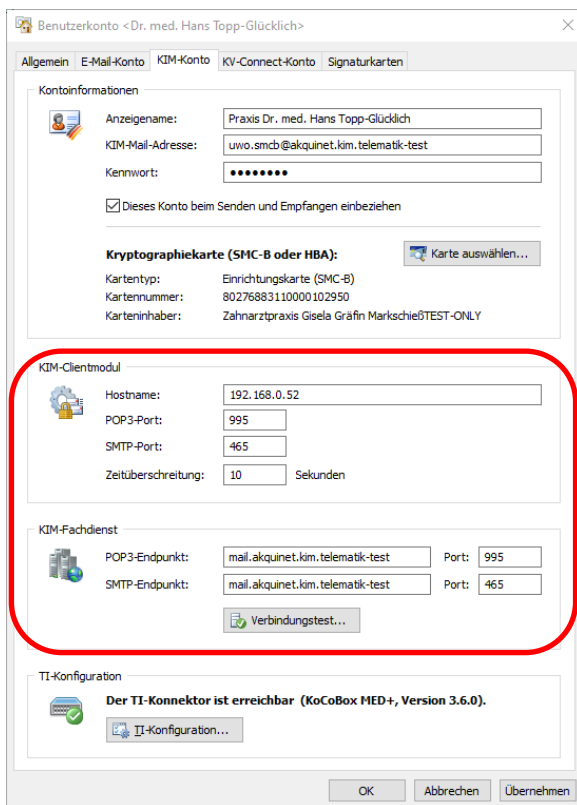 Benutzerkonto <Dr. med. Hans Topp-Glücklich>
Allgemein E-Mail-Konto KIM-Konto KV-Connect-Konto Signaturkarten
Kontoinformationen
Anzeigename: Praxis Dr. med. Hans Topp-Glücklich
KIM-Mail-Adresse: uwo.smcb@akquinet.kim.telematik-test
Kennwort: ••••••••
Dieses Konto beim Senden und Empfangen einbeziehen
Kryptographiekarte (SMC-B oder HBA): Karte auswählen...
Kartentyp: Einrichtungskarte (SMC-B)
Kartennummer: 80276883110000102950
Karteninhaber: Zahnarztpraxis Gisela Gräfin MarkschießTEST-ONLY
KIM-Clientmodul
Hostname: 192.168.0.52
POP3-Port: 995
SMTP-Port: 465
Zeitüberschreitung: 10 Sekunden
KIM-Fachdienst
POP3-Endpunkt: mail.akquinet.kim.telematik-test Port: 995
SMTP-Endpunkt: mail.akquinet.kim.telematik-test Port: 465
Verbindungstest...
TI-Konfiguration
Der TI-Konnektor ist erreichbar (KoCoBox MED+, Version 3.6.0).
TI-Konfiguration...
OK Abbrechen Übernehmen